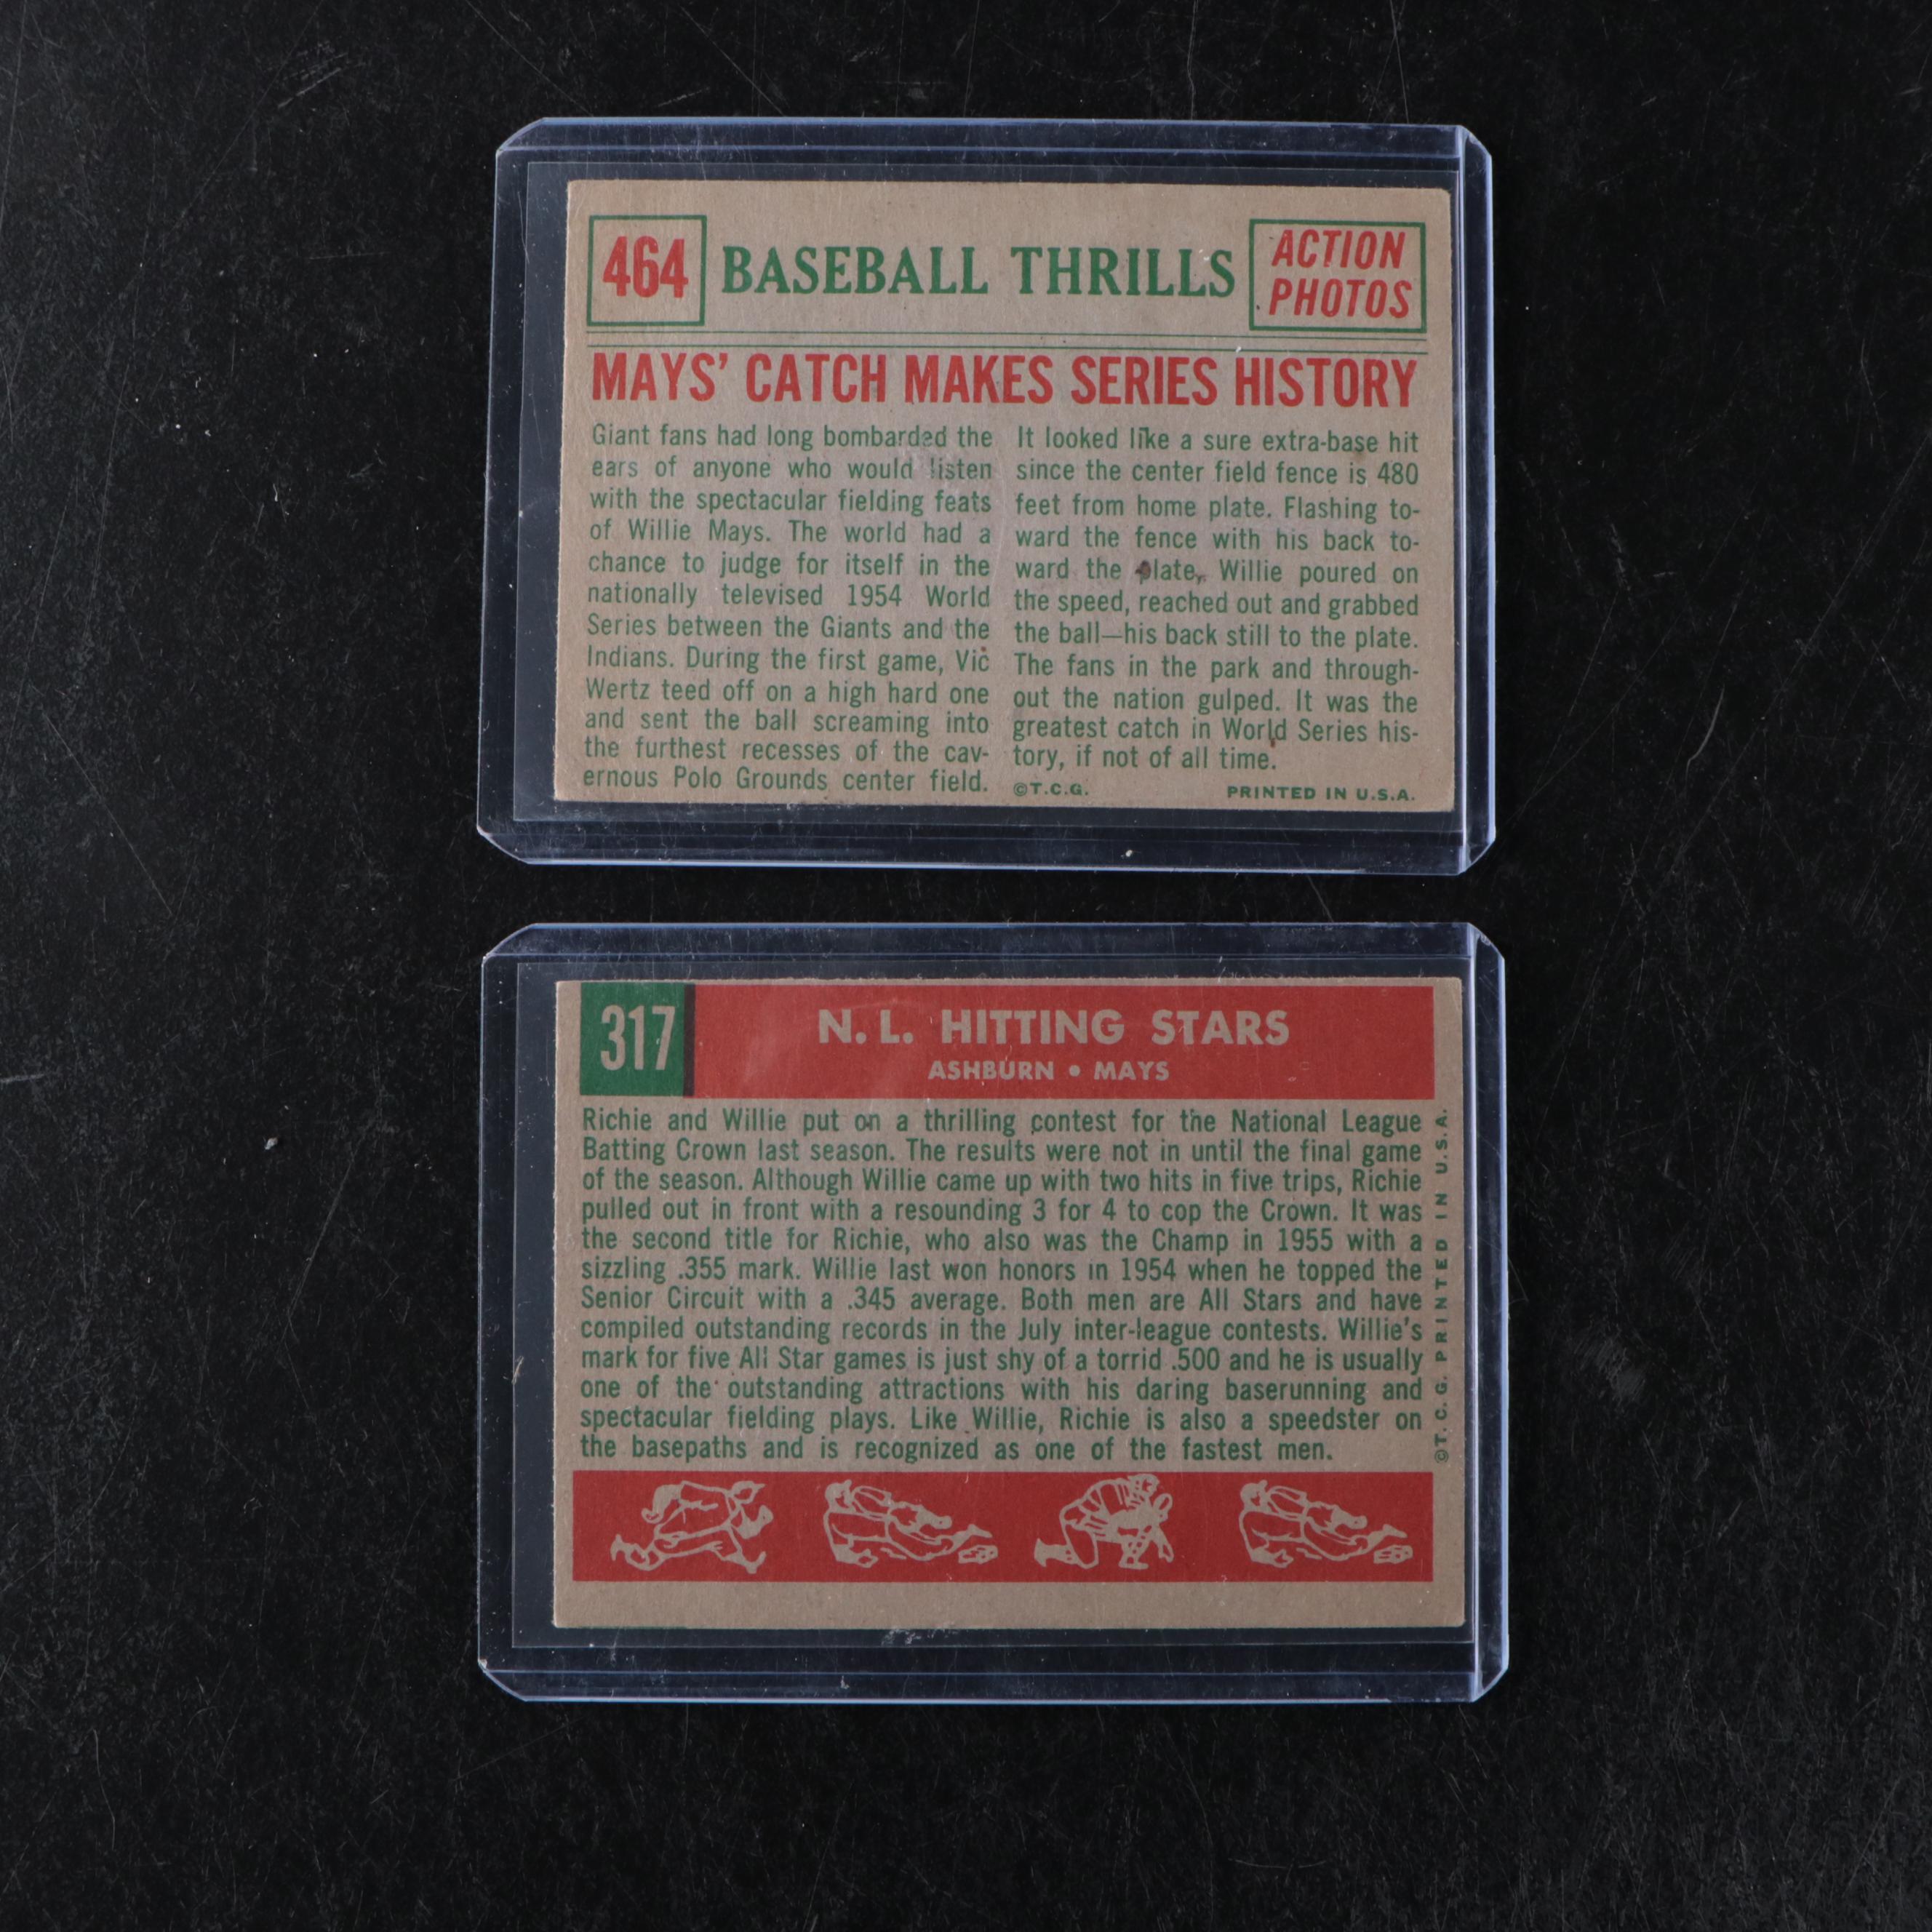 464 BASEBALL THRILLS ACTION PHOTOS
MAYS' CATCH MAKES SERIES HISTORY
Giant fans had long bombarded the
ears of anyone who would listen
with the spectacular fielding feats
of Willie Mays. The world had a
chance to judge for itself in the
nationally televised 1954 World
Series between the Giants and the
Indians. During the first game, Vic
Wertz teed off on a high hard one
and sent the ball screaming into
the furthest recesses of the cav-
ernous Polo Grounds center field.
It looked like a sure extra-base hit
since the center field fence is 480
feet from home plate. Flashing to-
ward the fence with his back to-
ward the plate, Willie poured on
the speed, reached out and grabbed
the ball—his back still to the plate.
The fans in the park and through-
out the nation gulped. It was the
greatest catch in World Series his-
tory, if not of all time.
©T.C.G. PRINTED IN U.S.A.
317 N. L. HITTING STARS
ASHBURN • MAYS
Richie and Willie put on a thrilling contest for the National League
Batting Crown last season. The results were not in until the final game
of the season. Although Willie came up with two hits in five trips, Richie
pulled out in front with a resounding 3 for 4 to cop the Crown. It was
the second title for Richie, who also was the Champ in 1955 with a
sizzling .355 mark. Willie last won honors in 1954 when he topped the
Senior Circuit with a .345 average. Both men are All Stars and have
compiled outstanding records in the July inter-league contests. Willie's
mark for five All Star games is just shy of a torrid .500 and he is usually
one of the outstanding attractions with his daring baserunning and
spectacular fielding plays. Like Willie, Richie is also a speedster on
the basepaths and is recognized as one of the fastest men.
©T. C. G. PRINTED IN U.S.A.